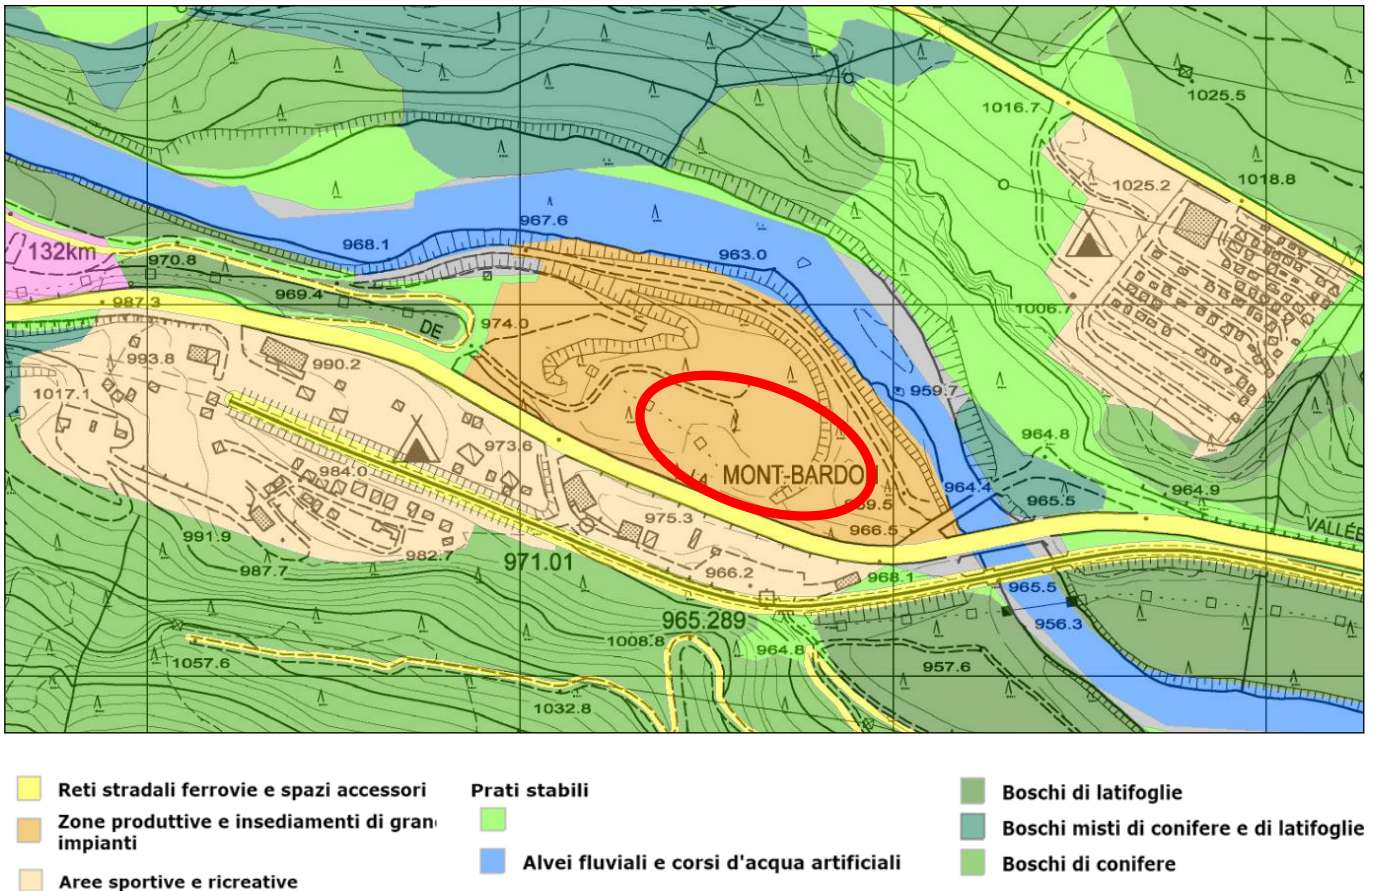 1025.5
1016.7
1018.8
1025.2
967.6
968.1
963.0
132km
970.8
969.4
987.3
1006.7
DE
974.0
993.8
990.2
959.7
1017.1
973.6
964.8
984.0
MONT-BARDON
964.4
965.5
964.9
966.5
975.3
VALLÉE
991.9
982.7
971.01
987.7
966.2
968.1
965.5
965.289
956.3
1008.8
964.8
1057.6
957.6
1032.8
Reti stradali ferrovie e spazi accessori
Zone produttive e insediamenti di gran
impianti
Aree sportive e ricreative
Prati stabili
Alvei fluviali e corsi d'acqua artificiali
Boschi di latifoglie
Boschi misti di conifere e di latifoglie
Boschi di conifere